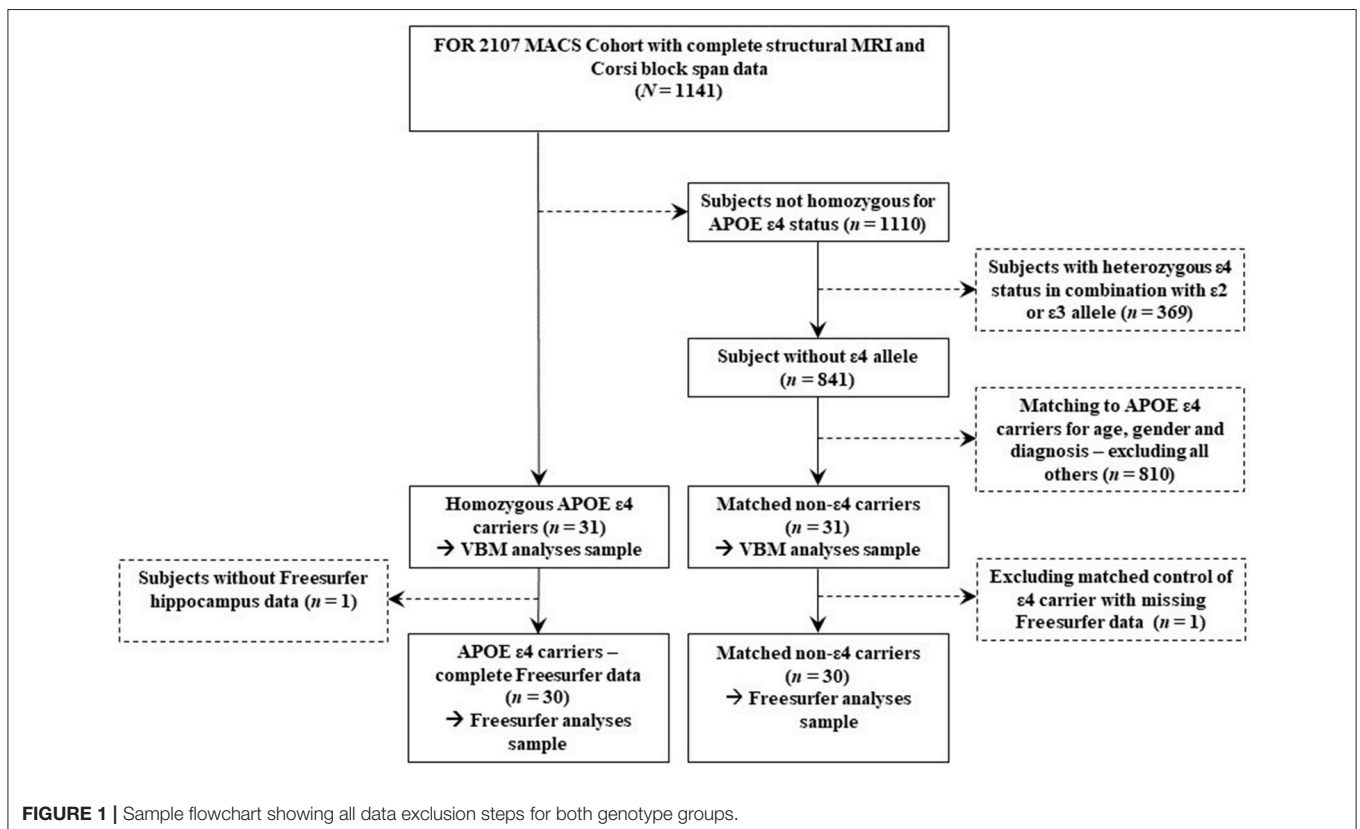 FOR 2107 MACS Cohort with complete structural MRI and
Corsi block span data
(N = 1141)
Subjects not homozygous for
APOE ε4 status (n = 1110)
Subjects with heterozygous ε4
status in combination with ε2
or ε3 allele (n = 369)
Subject without ε4 allele
(n = 841)
Matching to APOE ε4
carriers for age, gender and
diagnosis – excluding all
others (n = 810)
Homozygous APOE ε4
carriers (n = 31)
→ VBM analyses sample
Matched non-ε4 carriers
(n = 31)
→ VBM analyses sample
Subjects without Freesurfer
hippocampus data (n = 1)
Excluding matched control of
ε4 carrier with missing
Freesurfer data (n = 1)
APOE ε4 carriers –
complete Freesurfer data
(n = 30)
→ Freesurfer analyses
sample
Matched non-ε4 carriers
(n = 30)
→ Freesurfer analyses
sample
FIGURE 1 | Sample flowchart showing all data exclusion steps for both genotype groups.